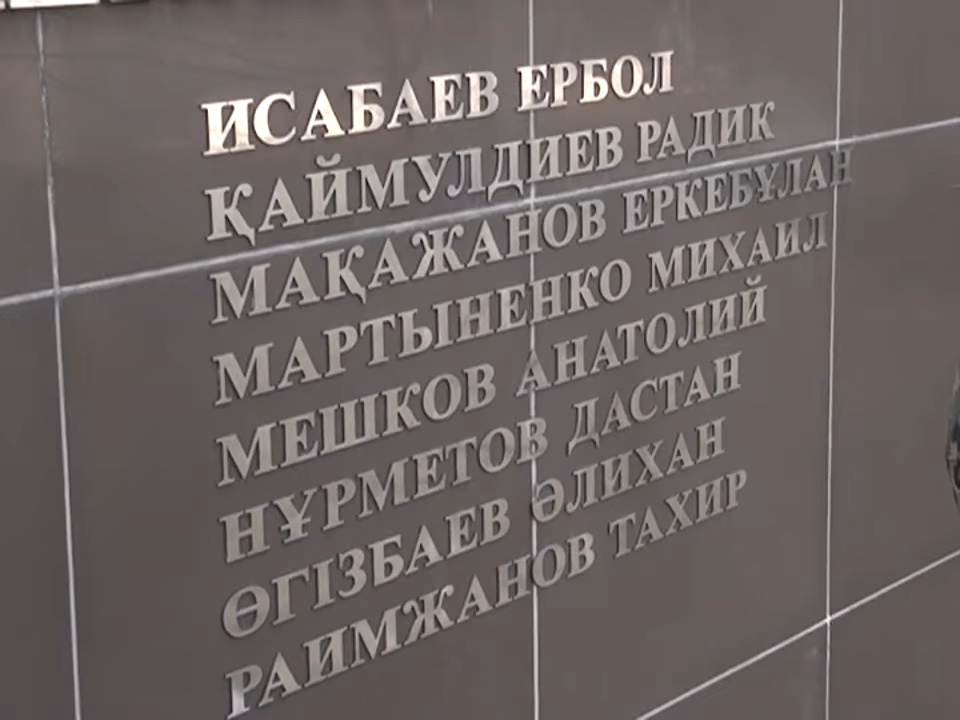 ИСАБАЕВ ЕРБОЛ
ҚАЙМУЛДИЕВ РАДИК
МАҚАЖАНОВ ЕРКЕБҰЛАН
МАРТЫНЕНКО МИХАИЛ
МЕШКОВ АНАТОЛИЙ
НҰРМЕТОВ ДАСТАН
ӨГІЗБАЕВ ӘЛИХАН
РАИМЖАНОВ ТАХИР